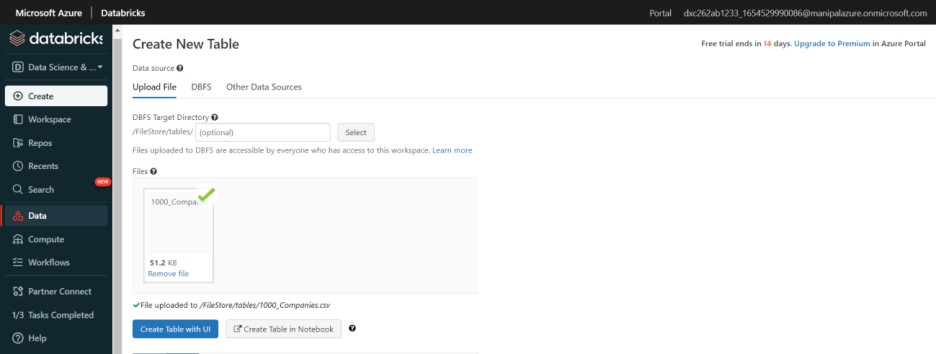 Microsoft Azure Databricks Portal dxc262ab1233_1654529990086@manipalazure.onmicrosoft.com
databricks
Data Science & ...
Create
Workspace
Repos
Recents
Search NEW
Data
Compute
Workflows
Partner Connect
1/3 Tasks Completed
Help
Create New Table
Free trial ends in 14 days. Upgrade to Premium in Azure Portal
Data source
Upload File DBFS Other Data Sources
DBFS Target Directory
/FileStore/tables/ (optional) Select
Files uploaded to DBFS are accessible by everyone who has access to this workspace. Learn more
Files
1000_Compa...
51.2 KB
Remove file
File uploaded to /FileStore/tables/1000_Companies.csv
Create Table with UI Create Table in Notebook